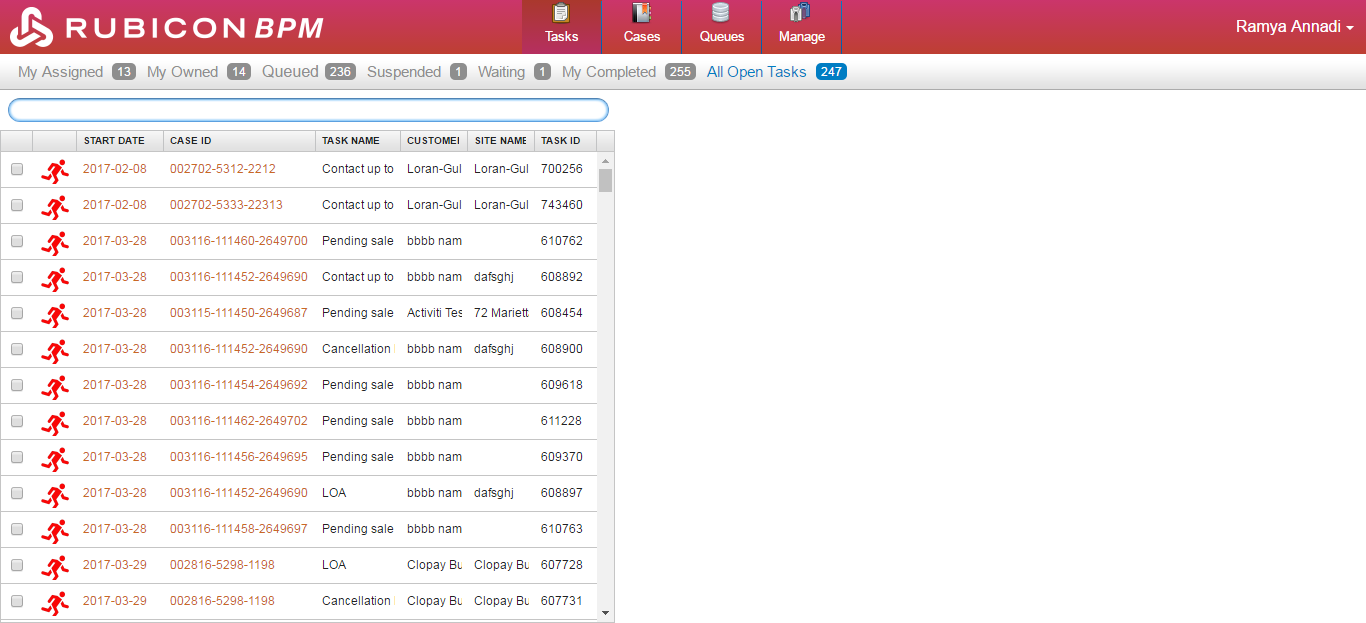 RUBICON BPM
Tasks Cases Queues Manage
Ramya Annadi
My Assigned 13 My Owned 14 Queued 236 Suspended 1 Waiting 1 My Completed 255 All Open Tasks 247
START DATE CASE ID TASK NAME CUSTOMEI SITE NAME TASK ID
2017-02-08 002702-5312-2212 Contact up to Loran-Gul Loran-Gul 700256
2017-02-08 002702-5333-22313 Contact up to Loran-Gul Loran-Gul 743460
2017-03-28 003116-111460-2649700 Pending sale bbbb nam 610762
2017-03-28 003116-111452-2649690 Contact up to bbbb nam dafsghj 608892
2017-03-28 003115-111450-2649687 Pending sale Activiti Tes 72 Mariett 608454
2017-03-28 003116-111452-2649690 Cancellation bbbb nam dafsghj 608900
2017-03-28 003116-111454-2649692 Pending sale bbbb nam 609618
2017-03-28 003116-111462-2649702 Pending sale bbbb nam 611228
2017-03-28 003116-111456-2649695 Pending sale bbbb nam 609370
2017-03-28 003116-111452-2649690 LOA bbbb nam dafsghj 608897
2017-03-28 003116-111458-2649697 Pending sale bbbb nam 610763
2017-03-29 002816-5298-1198 LOA Clopay Bu Clopay Bu 607728
2017-03-29 002816-5298-1198 Cancellation Clopay Bu Clopay Bu 607731